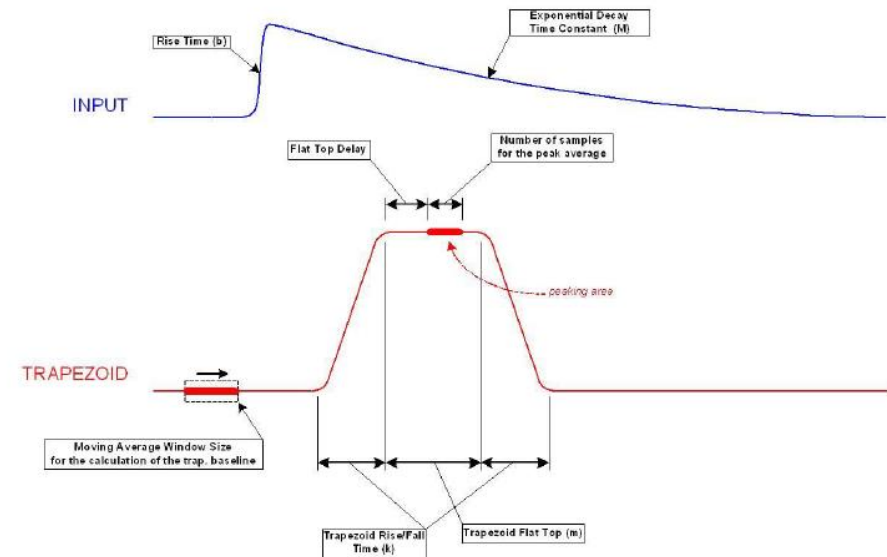 Exponential Decay
Time Constant (M)
Rise Time (b)
INPUT
Number of samples
for the peak average
Flat Top Delay
peaking area
TRAPEZOID
Moving Average Window Size
for the calculation of the trap. baseline
Trapezoid Rise/Fall
Time (k)
Trapezoid Flat Top (m)